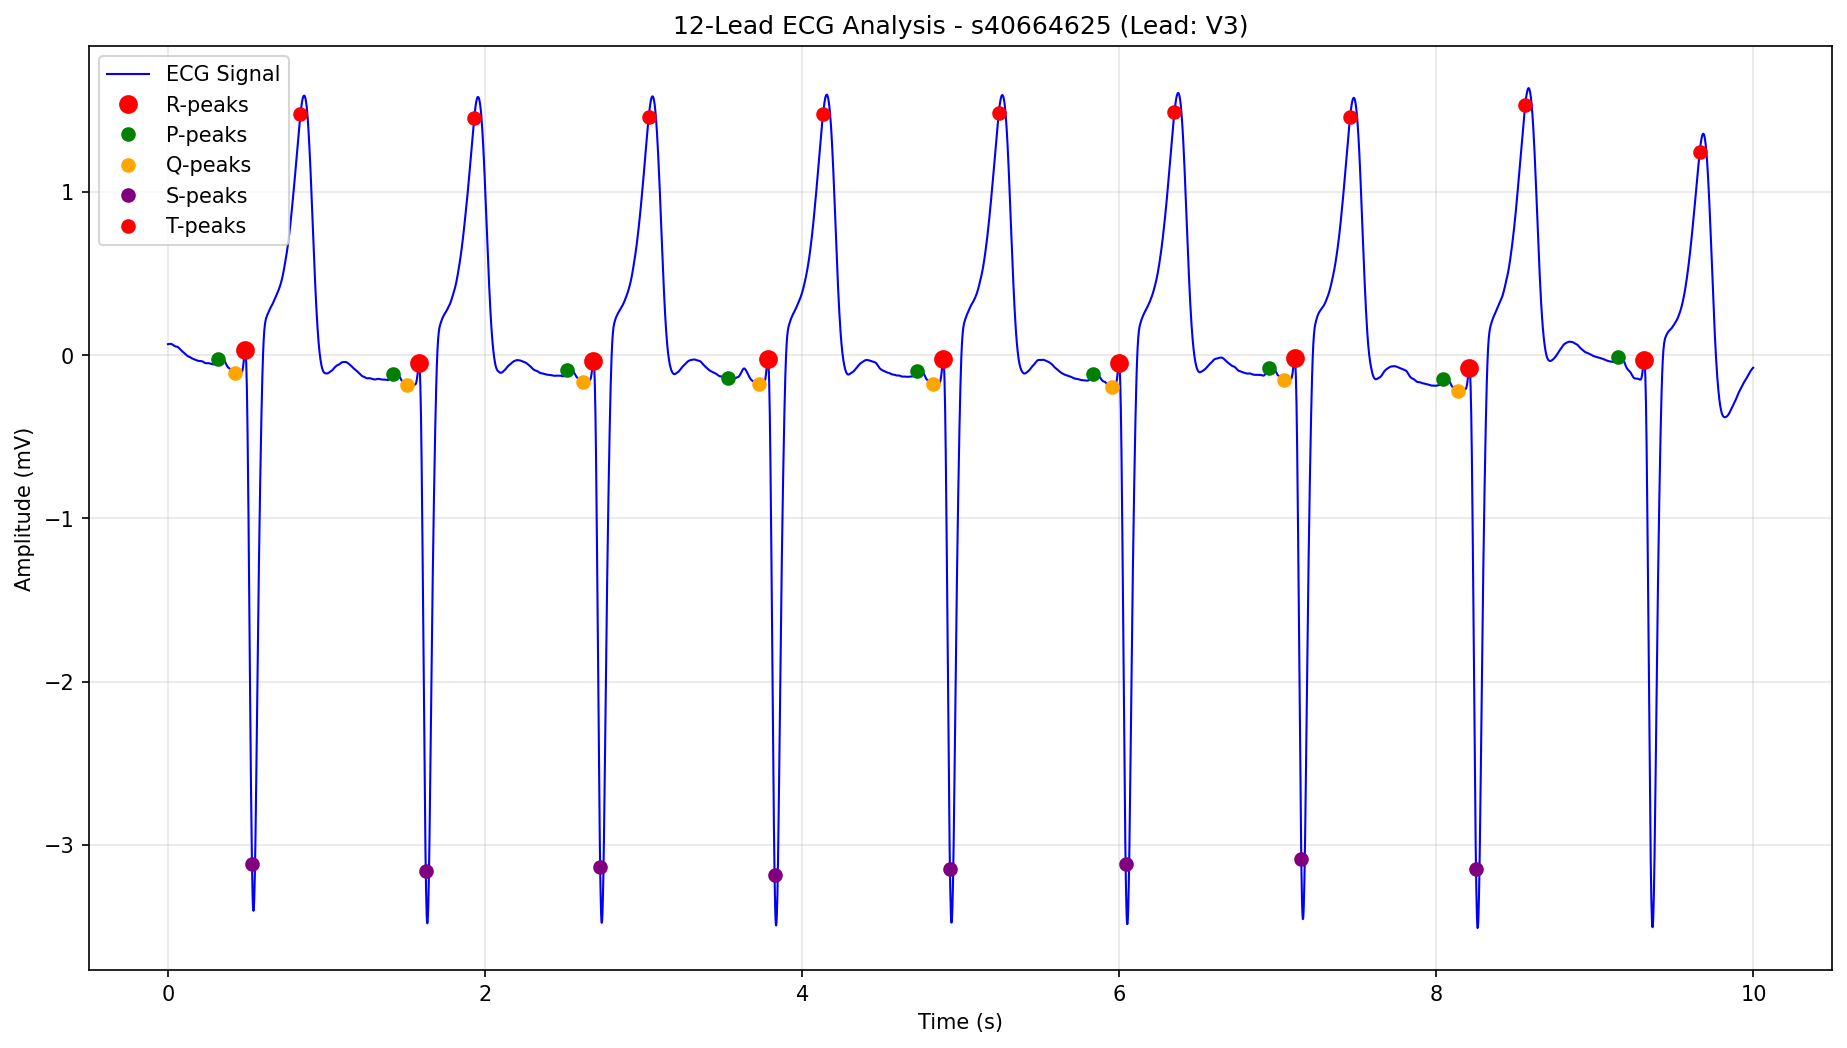 12-Lead ECG Analysis - s40664625 (Lead: V3)
ECG Signal
R-peaks
P-peaks
Q-peaks
S-peaks
T-peaks
1
0
−1
−2
−3
Amplitude (mV)
0 2 4 6 8 10
Time (s)